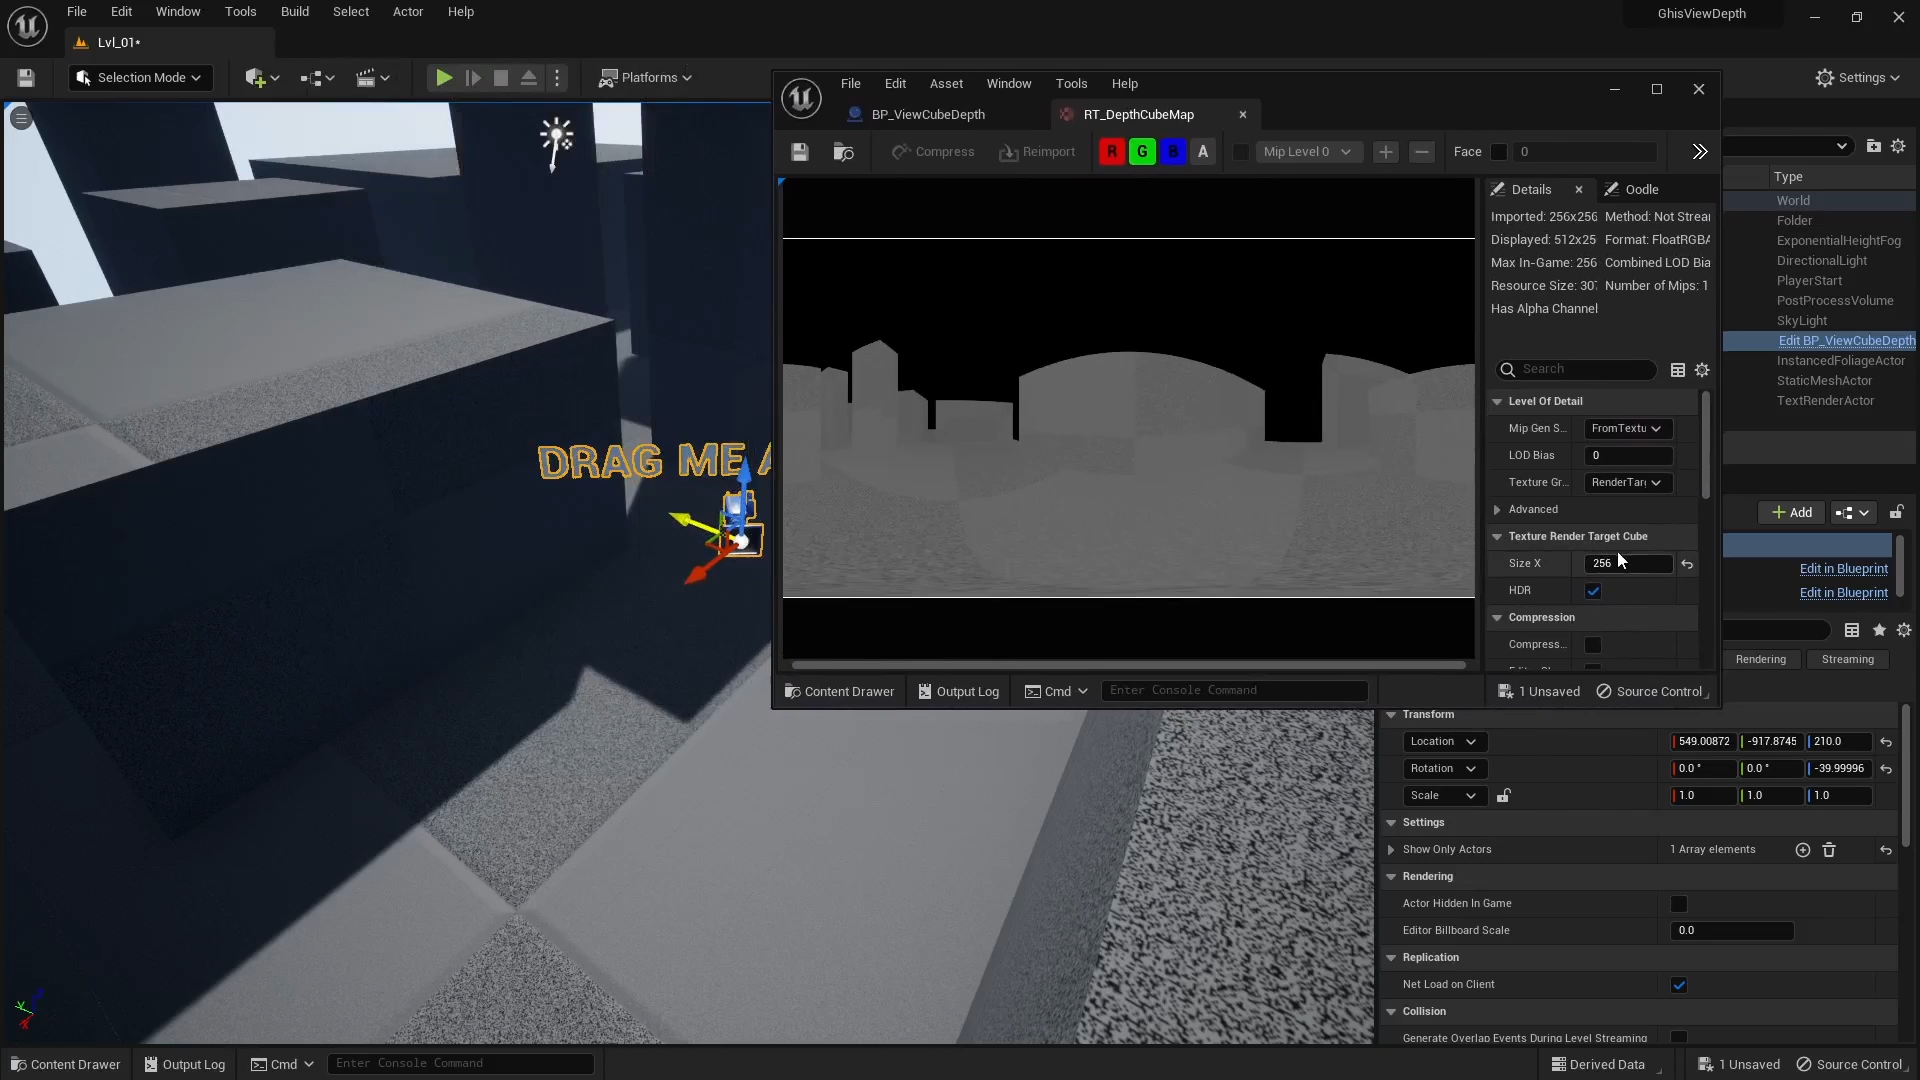 File Edit Window Tools Build Select Actor Help
GhisViewDepth
Lvl_01*
Selection Mode
Platforms
Settings
File Edit Asset Window Tools Help
BP_ViewCubeDepth
RT_DepthCubeMap
Compress
Reimport
R G B A
Mip Level 0
Face
0
Details
Oodle
Imported: 256x256
Method: Not Strea
Displayed: 512x25
Format: FloatRGBA
Max In-Game: 256
Combined LOD Bia
Resource Size: 307
Number of Mips: 1
Has Alpha Channel
Search
Level Of Detail
Mip Gen S...
FromTextu
LOD Bias
0
Texture Gr...
RenderTarg
Advanced
Texture Render Target Cube
Size X
256
HDR
Compression
Compress...
Content Drawer
Output Log
Cmd
Enter Console Command
1 Unsaved
Source Control
DRAG ME
Type
World
Folder
ExponentialHeightFog
DirectionalLight
PlayerStart
PostProcessVolume
SkyLight
Edit BP_ViewCubeDepth
InstancedFoliageActor
StaticMeshActor
TextRenderActor
Add
Edit in Blueprint
Edit in Blueprint
Rendering
Streaming
Transform
Location
549.00872
-917.8745
210.0
Rotation
0.0 °
0.0 °
-39.99996
Scale
1.0
1.0
1.0
Settings
Show Only Actors
1 Array elements
Rendering
Actor Hidden In Game
Editor Billboard Scale
0.0
Replication
Net Load on Client
Collision
Generate Overlap Events During Level Streaming
Content Drawer
Output Log
Cmd
Enter Console Command
Derived Data
1 Unsaved
Source Control